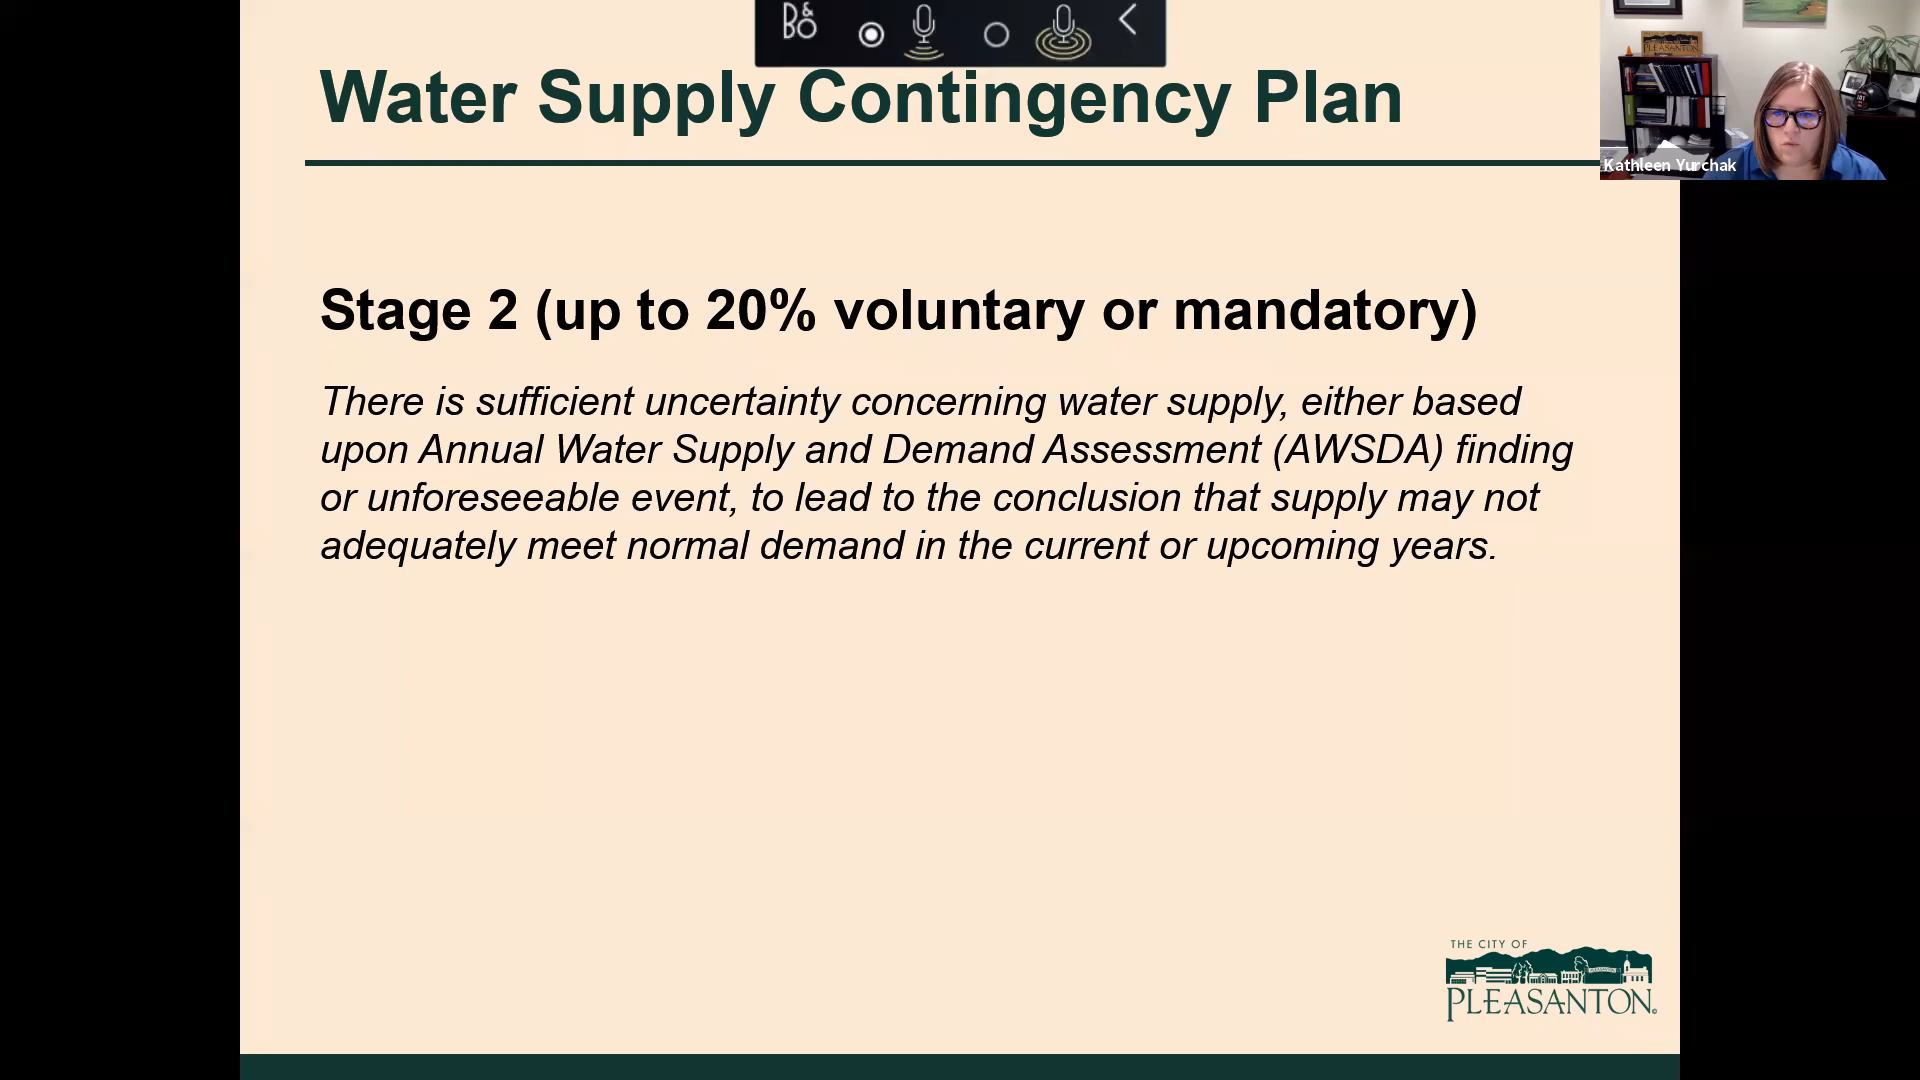 B&O
Water Supply Contingency Plan
PLEASANTON
Kathleen Yurchak
Stage 2 (up to 20% voluntary or mandatory)
There is sufficient uncertainty concerning water supply, either based
upon Annual Water Supply and Demand Assessment (AWSDA) finding
or unforeseeable event, to lead to the conclusion that supply may not
adequately meet normal demand in the current or upcoming years.
THE CITY OF
PLEASANTON